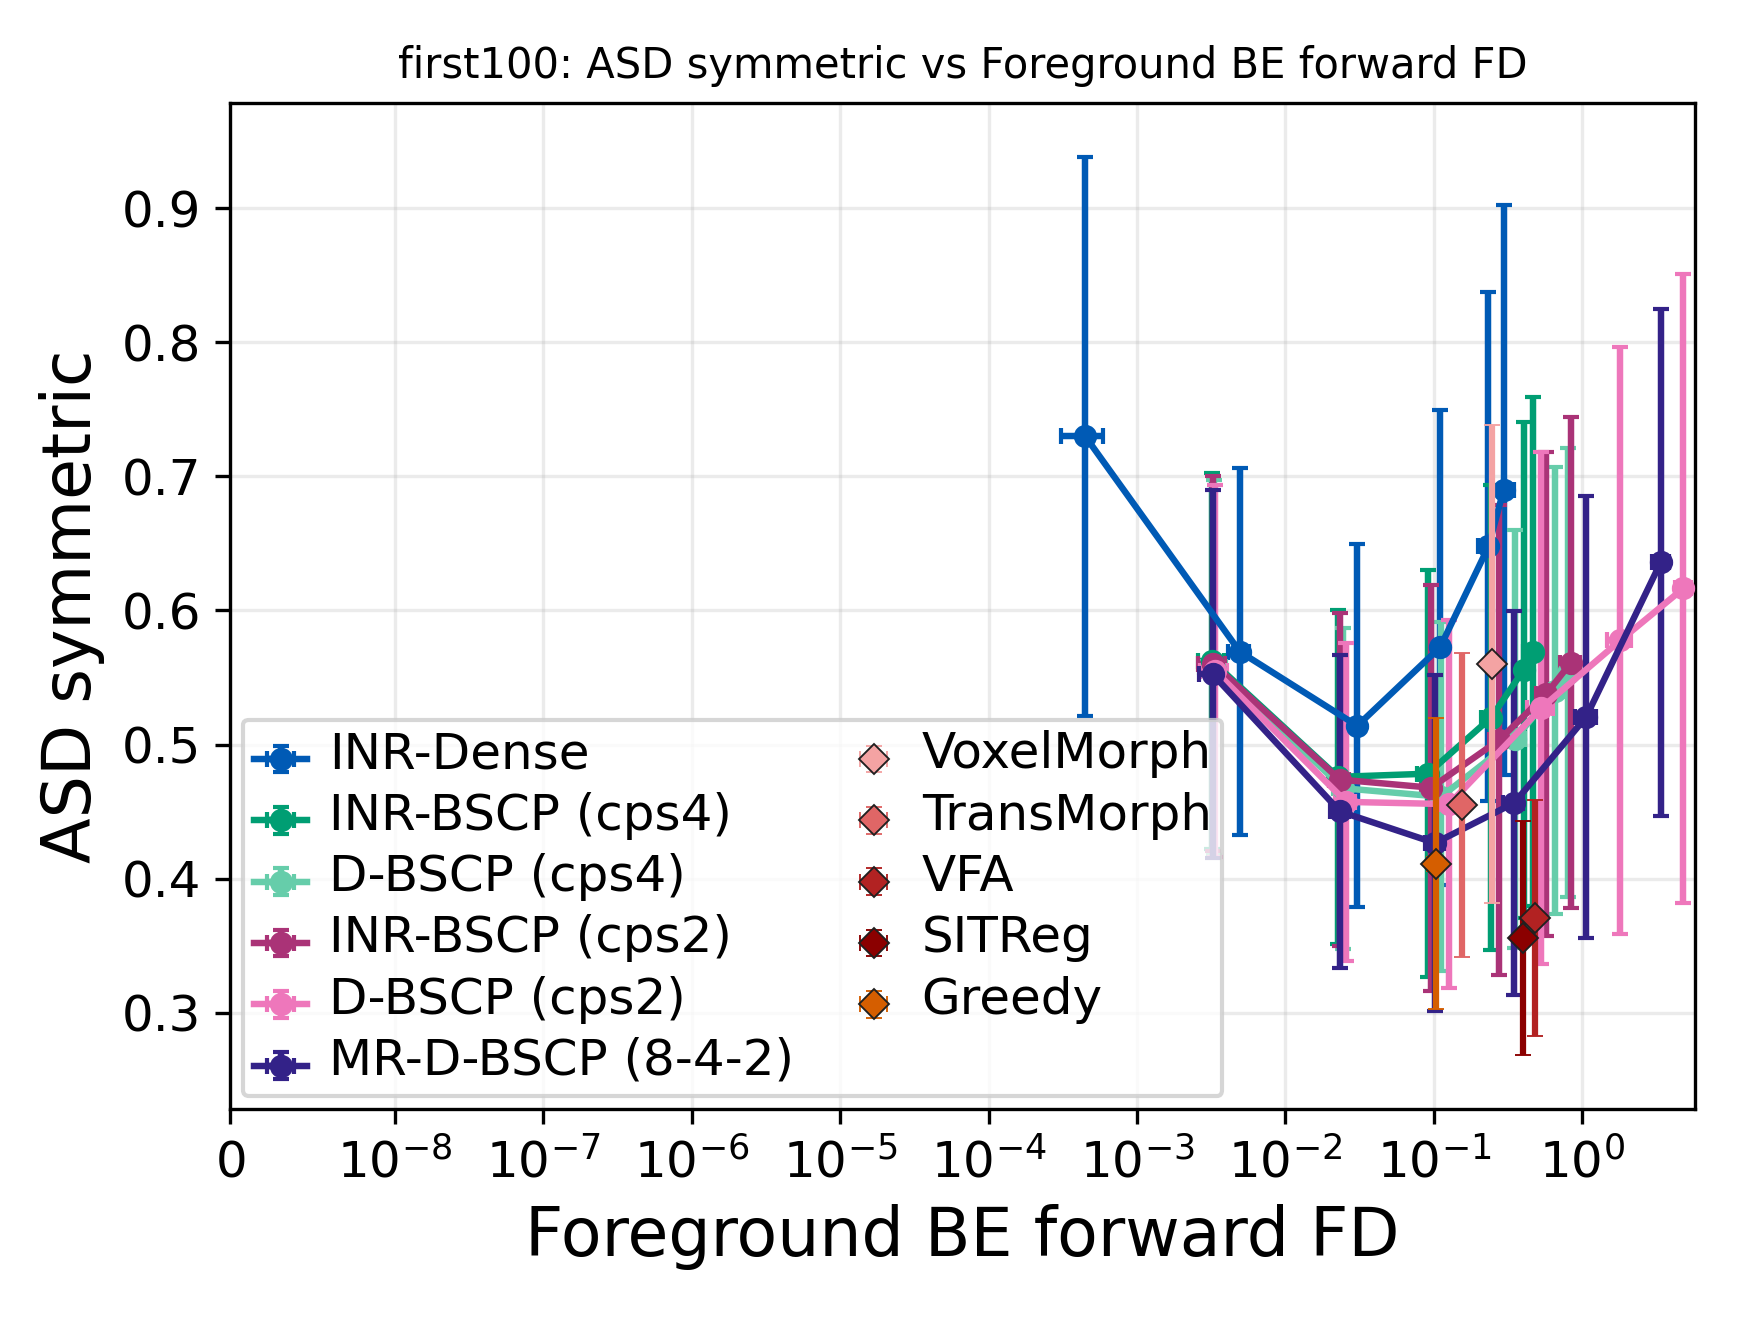 first100: ASD symmetric vs Foreground BE forward FD
ASD symmetric
0.9
0.8
0.7
0.6
0.5
0.4
0.3
INR-Dense
INR-BSCP (cps4)
D-BSCP (cps4)
INR-BSCP (cps2)
D-BSCP (cps2)
MR-D-BSCP (8-4-2)
VoxelMorph
TransMorph
VFA
SITReg
Greedy
0 10⁻⁸ 10⁻⁷ 10⁻⁶ 10⁻⁵ 10⁻⁴ 10⁻³ 10⁻² 10⁻¹ 10⁰
Foreground BE forward FD